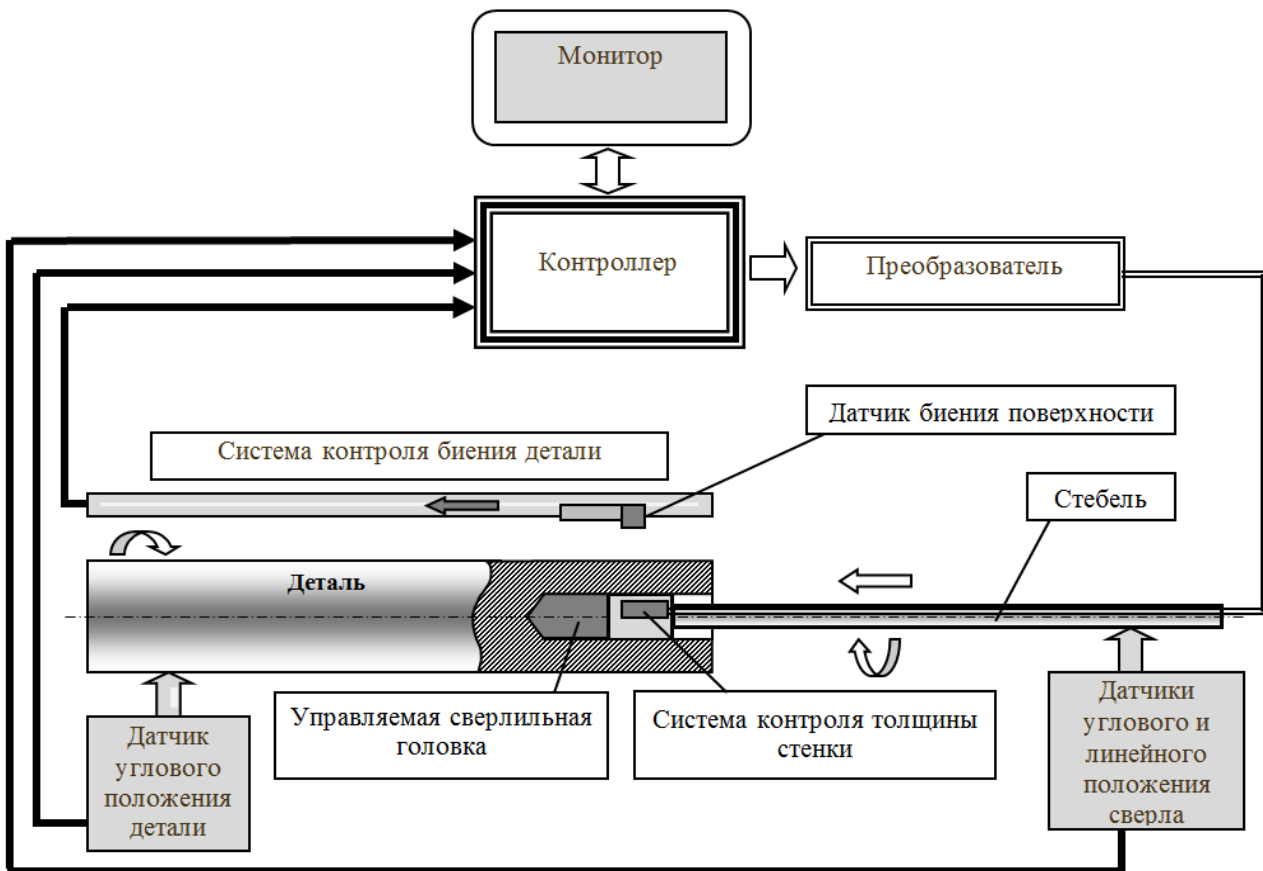 Монитор
Контроллер
Преобразователь
Датчик биения поверхности
Система контроля биения детали
Стебель
Деталь
Управляемая сверлильная
головка
Система контроля толщины
стенки
Датчики
углового и
линейного
положения
сверла
Датчик
углового
положения
детали